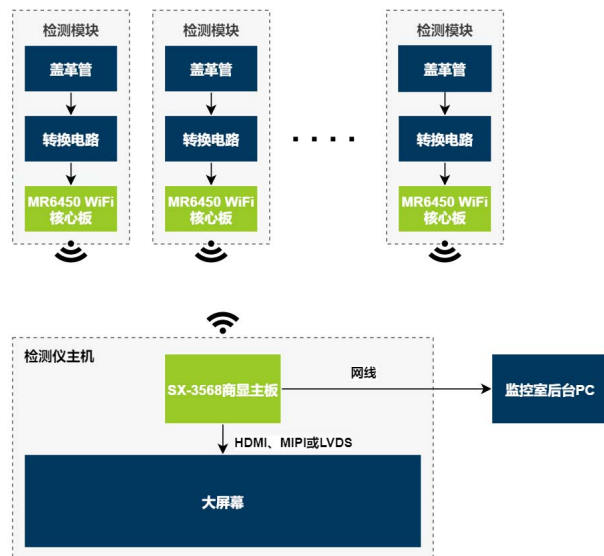 检测模块
盖革管
转换电路
MR6450 WiFi
核心板
检测模块
盖革管
转换电路
MR6450 WiFi
核心板
· · · ·
检测模块
盖革管
转换电路
MR6450 WiFi
核心板
检测仪主机
SX-3568商显主板
网线
监控室后台PC
HDMI、MIPI或LVDS
大屏幕